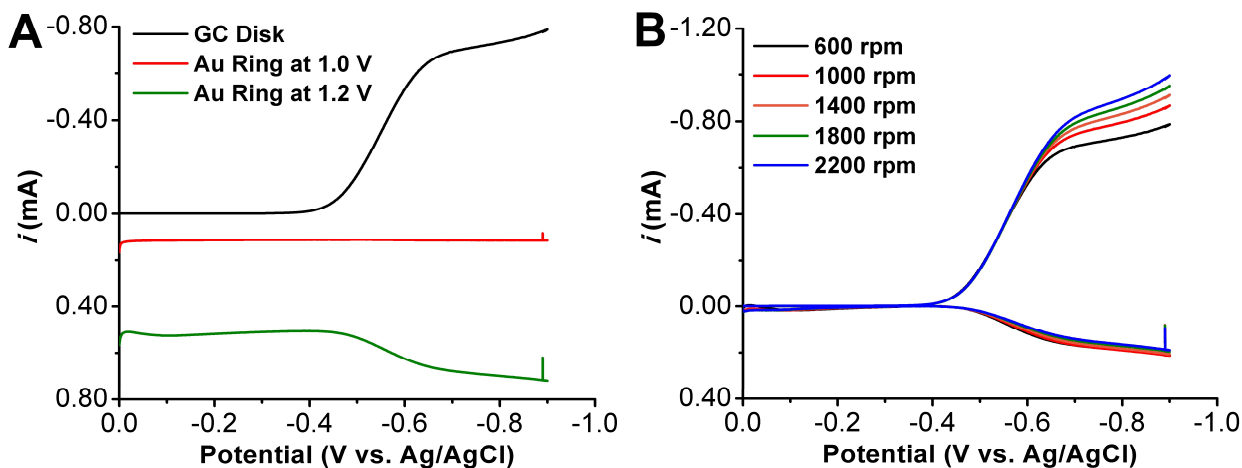 A
-0.80
-0.40
0.00
0.40
0.80
i (mA)
GC Disk
Au Ring at 1.0 V
Au Ring at 1.2 V
0.0 -0.2 -0.4 -0.6 -0.8 -1.0
Potential (V vs. Ag/AgCl)
B
-1.20
-0.80
-0.40
0.00
0.40
i (mA)
600 rpm
1000 rpm
1400 rpm
1800 rpm
2200 rpm
0.0 -0.2 -0.4 -0.6 -0.8 -1.0
Potential (V vs. Ag/AgCl)